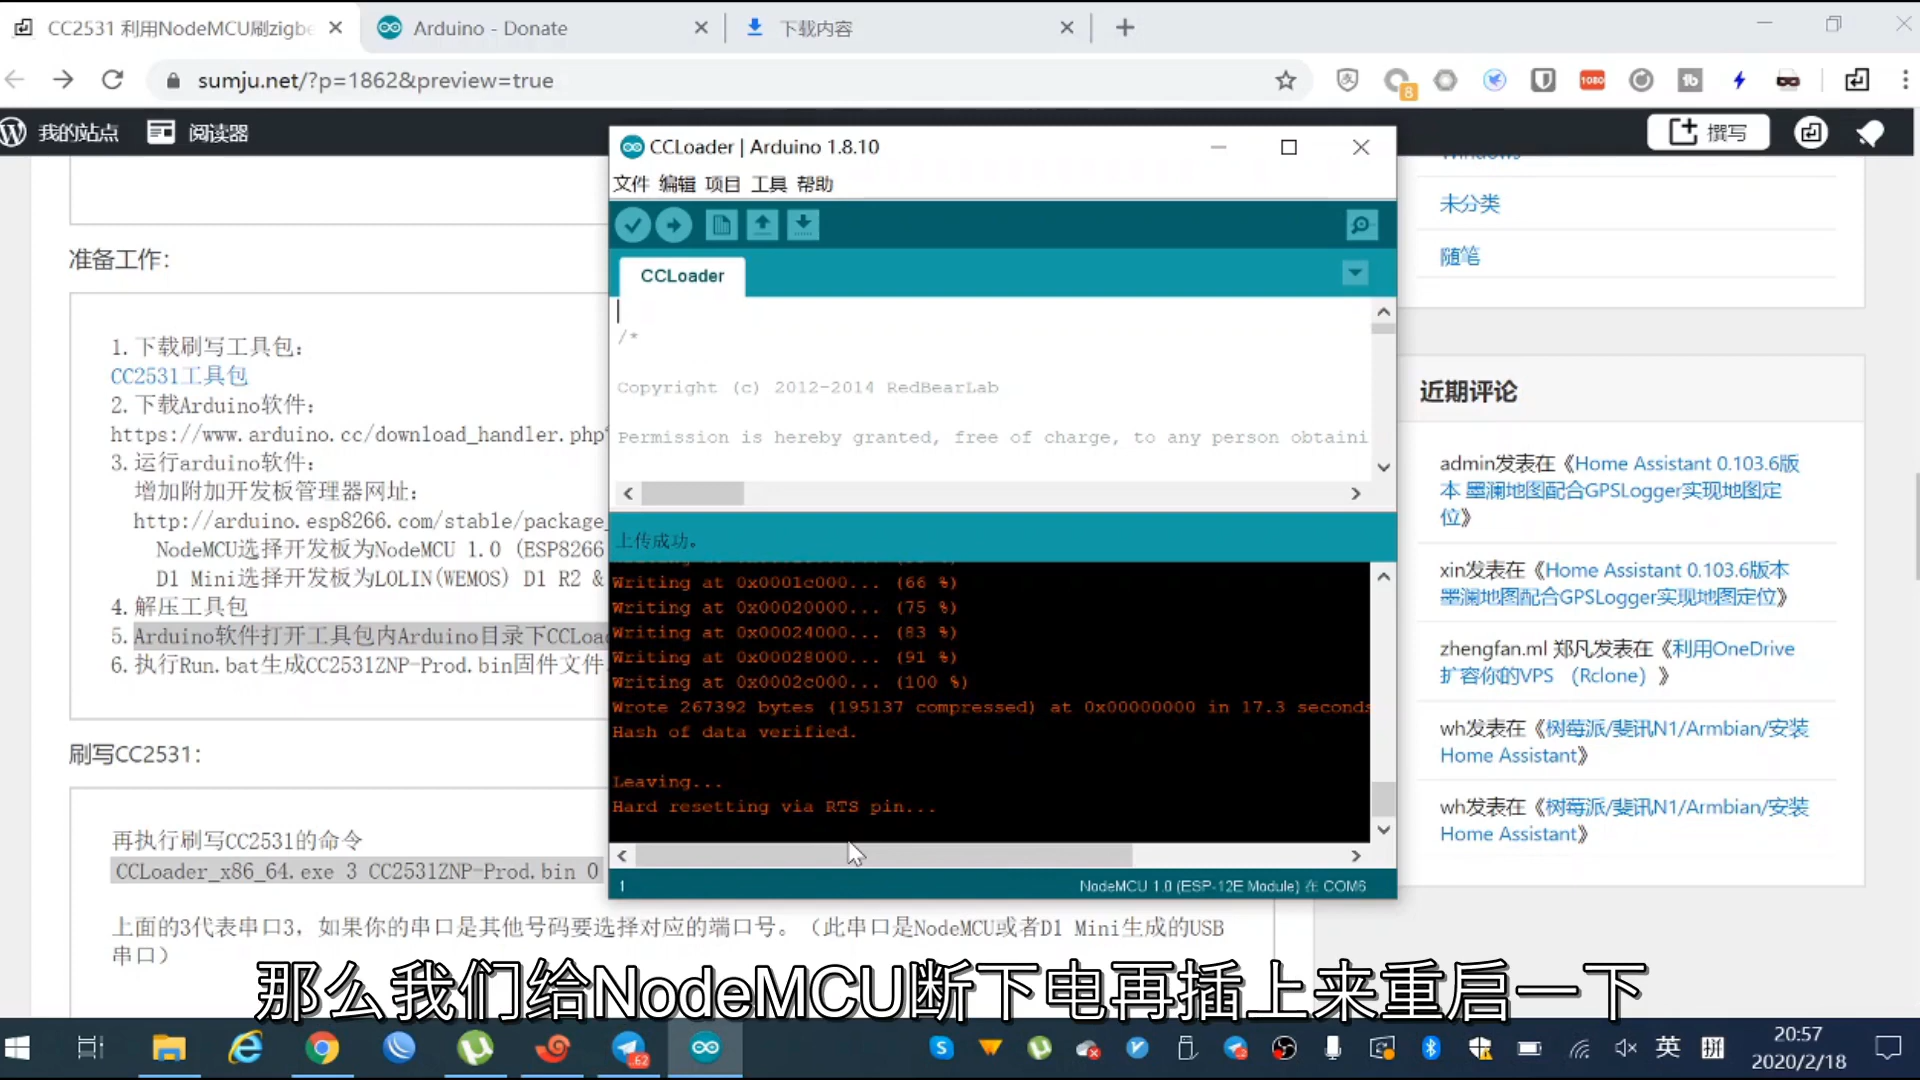 CC2531 利用NodeMCU刷zigbe
Arduino - Donate
下载内容
sumju.net/?p=1862&preview=true
8
1080
我的站点
阅读器
撰写
准备工作：
1. 下载刷写工具包：
CC2531工具包
2. 下载Arduino软件：
https://www.arduino.cc/download_handler.php
3. 运行arduino软件：
增加附加开发板管理器网址：
http://arduino.esp8266.com/stable/package_
NodeMCU选择开发板为NodeMCU 1.0 (ESP8266
D1 Mini选择开发板为LOLIN(WEMOS) D1 R2 &
4. 解压工具包
5. Arduino软件打开工具包内Arduino目录下CCLoa
6. 执行Run.bat生成CC2531ZNP-Prod.bin固件文件
刷写CC2531：
再执行刷写CC2531的命令
CCLoader_x86_64.exe 3 CC2531ZNP-Prod.bin 0
上面的3代表串口3，如果你的串口是其他号码要选择对应的端口号。（此串口是NodeMCU或者D1 Mini生成的USB
串口）
CCLoader | Arduino 1.8.10
文件 编辑 项目 工具 帮助
CCLoader
/*
Copyright (c) 2012-2014 RedBearLab
Permission is hereby granted, free of charge, to any person obtaini
上传成功。
Writing at 0x0001c000... (66 %)
Writing at 0x00020000... (75 %)
Writing at 0x00024000... (83 %)
Writing at 0x00028000... (91 %)
Writing at 0x0002c000... (100 %)
Wrote 267392 bytes (195137 compressed) at 0x00000000 in 17.3 seconds
Hash of data verified.
Leaving...
Hard resetting via RTS pin...
1
NodeMCU 1.0 (ESP-12E Module) 在 COM6
未分类
随笔
近期评论
admin发表在《Home Assistant 0.103.6版
本 墨澜地图配合GPSLogger实现地图定
位》
xin发表在《Home Assistant 0.103.6版本
墨澜地图配合GPSLogger实现地图定位》
zhengfan.ml 郑凡发表在《利用OneDrive
扩容你的VPS （Rclone）》
wh发表在《树莓派/斐讯N1/Armbian/安装
Home Assistant》
wh发表在《树莓派/斐讯N1/Armbian/安装
Home Assistant》
那么我们给NodeMCU断下电再插上来重启一下
62
英
拼
20:57
2020/2/18